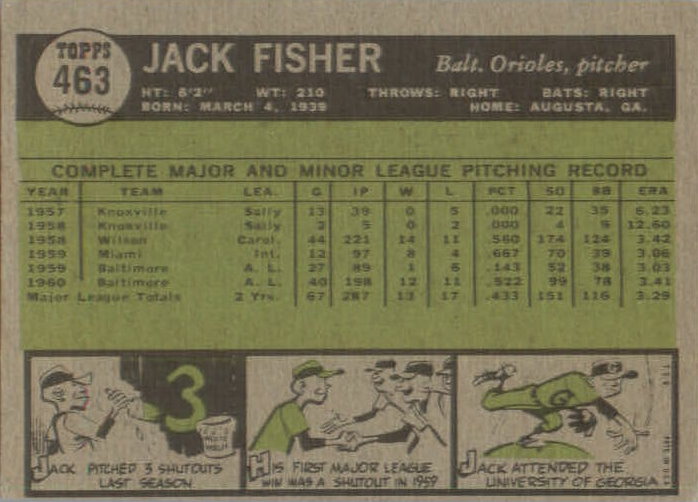 TOPPS
463
JACK FISHER
Balt. Orioles, pitcher
HT: 6'2" WT: 210 THROWS: RIGHT BATS: RIGHT
BORN: MARCH 4, 1939 HOME: AUGUSTA, GA.
COMPLETE MAJOR AND MINOR LEAGUE PITCHING RECORD
YEAR TEAM LEA. G IP W L PCT SO BB ERA
1957 Knoxville Sally 13 39 0 5 .000 22 35 6.23
1958 Knoxville Sally 2 5 0 2 .000 4 9 12.60
1958 Wilson Carol. 44 221 14 11 .560 174 124 3.42
1959 Miami Int. 12 97 8 4 .667 70 39 3.06
1959 Baltimore A. L. 27 89 1 6 .143 52 38 3.03
1960 Baltimore A. L. 40 198 12 11 .522 99 78 3.41
Major League Totals 2 Yrs. 67 287 13 17 .433 151 116 3.29
3
G
JACK PITCHED 3 SHUTOUTS
LAST SEASON
HIS FIRST MAJOR LEAGUE
WIN WAS A SHUTOUT IN 1959
JACK ATTENDED THE
UNIVERSITY OF GEORGIA